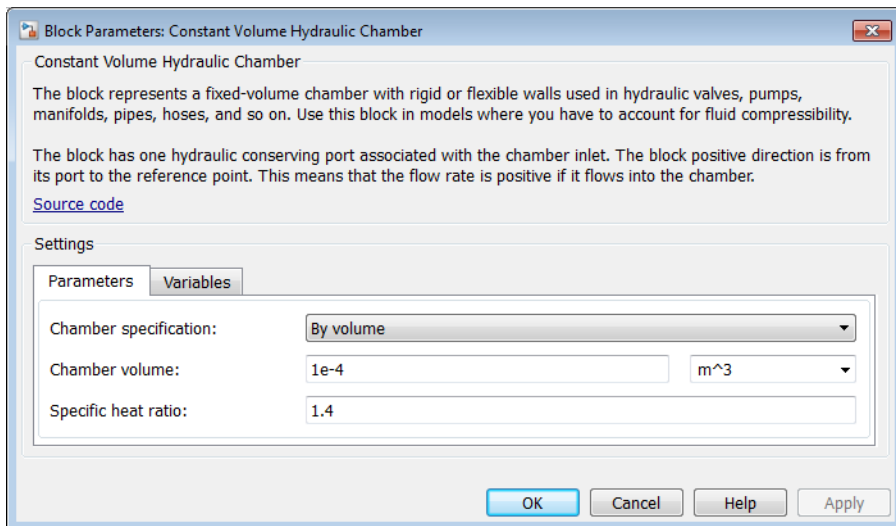 Block Parameters: Constant Volume Hydraulic Chamber
Constant Volume Hydraulic Chamber
The block represents a fixed-volume chamber with rigid or flexible walls used in hydraulic valves, pumps,
manifolds, pipes, hoses, and so on. Use this block in models where you have to account for fluid compressibility.
The block has one hydraulic conserving port associated with the chamber inlet. The block positive direction is from
its port to the reference point. This means that the flow rate is positive if it flows into the chamber.
Source code
Settings
Parameters Variables
Chamber specification: By volume
Chamber volume: 1e-4 m^3
Specific heat ratio: 1.4
OK Cancel Help Apply